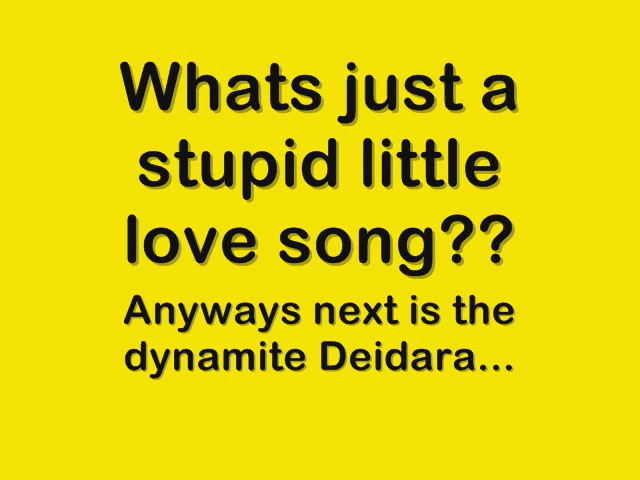 Whats just a
stupid little
love song??
Anyways next is the
dynamite Deidara...